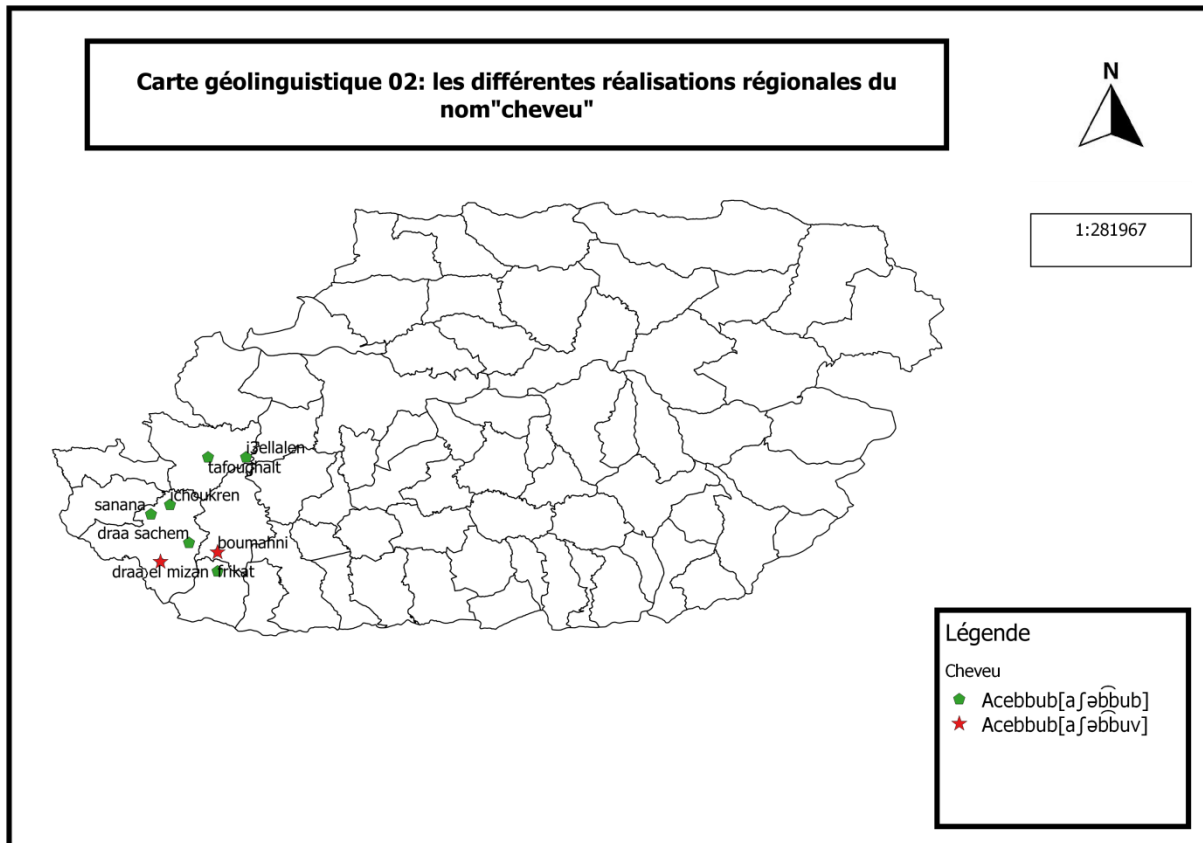 Carte géolinguistique 02: les différentes réalisations régionales du
nom"cheveu"
N
1:281967
i3ellalen
tafoughalt
ichoukren
sanana
draa sachem
boumahni
draa el mizan
frikat
Légende
Cheveu
Acebbub[aʃəb͡bub]
Acebbub[aʃəb͡buv]